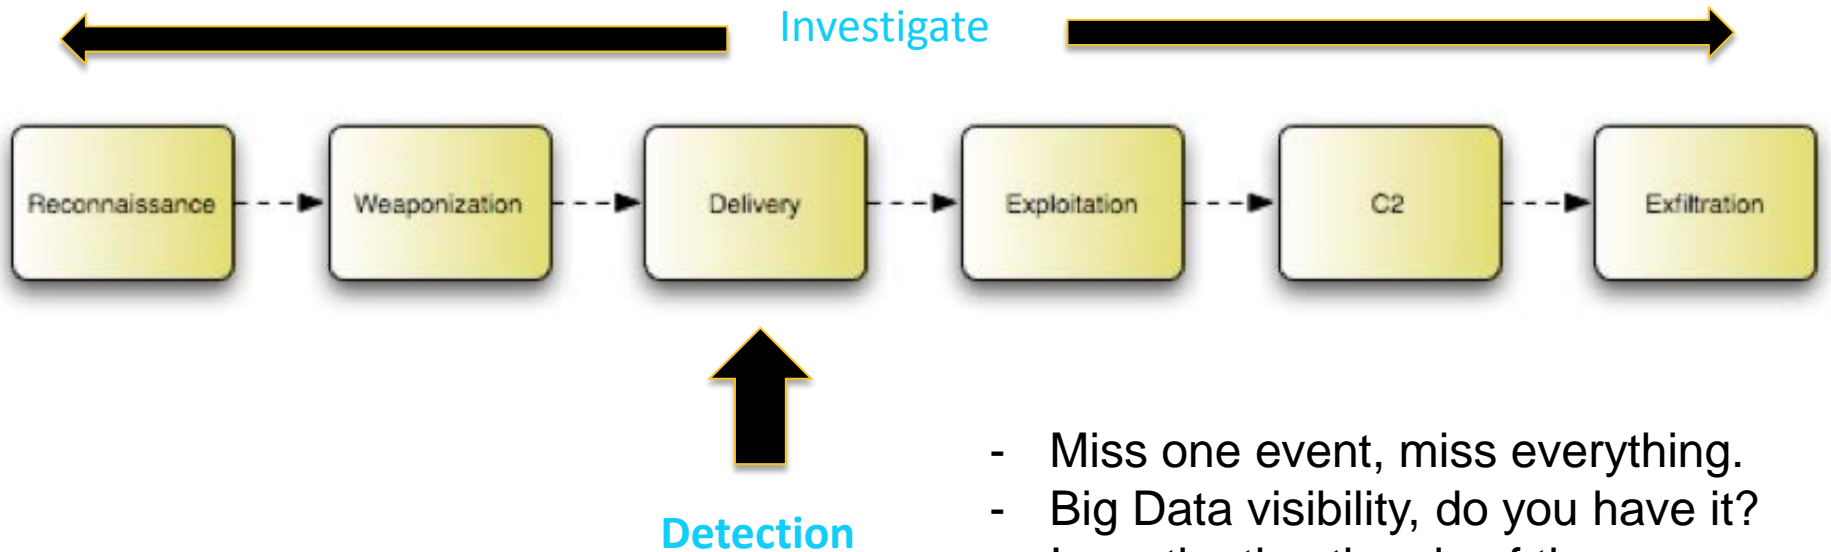 Investigate
Reconnaissance
Weaponization
Delivery
Exploitation
C2
Exfiltration
Detection
- Miss one event, miss everything.
- Big Data visibility, do you have it?